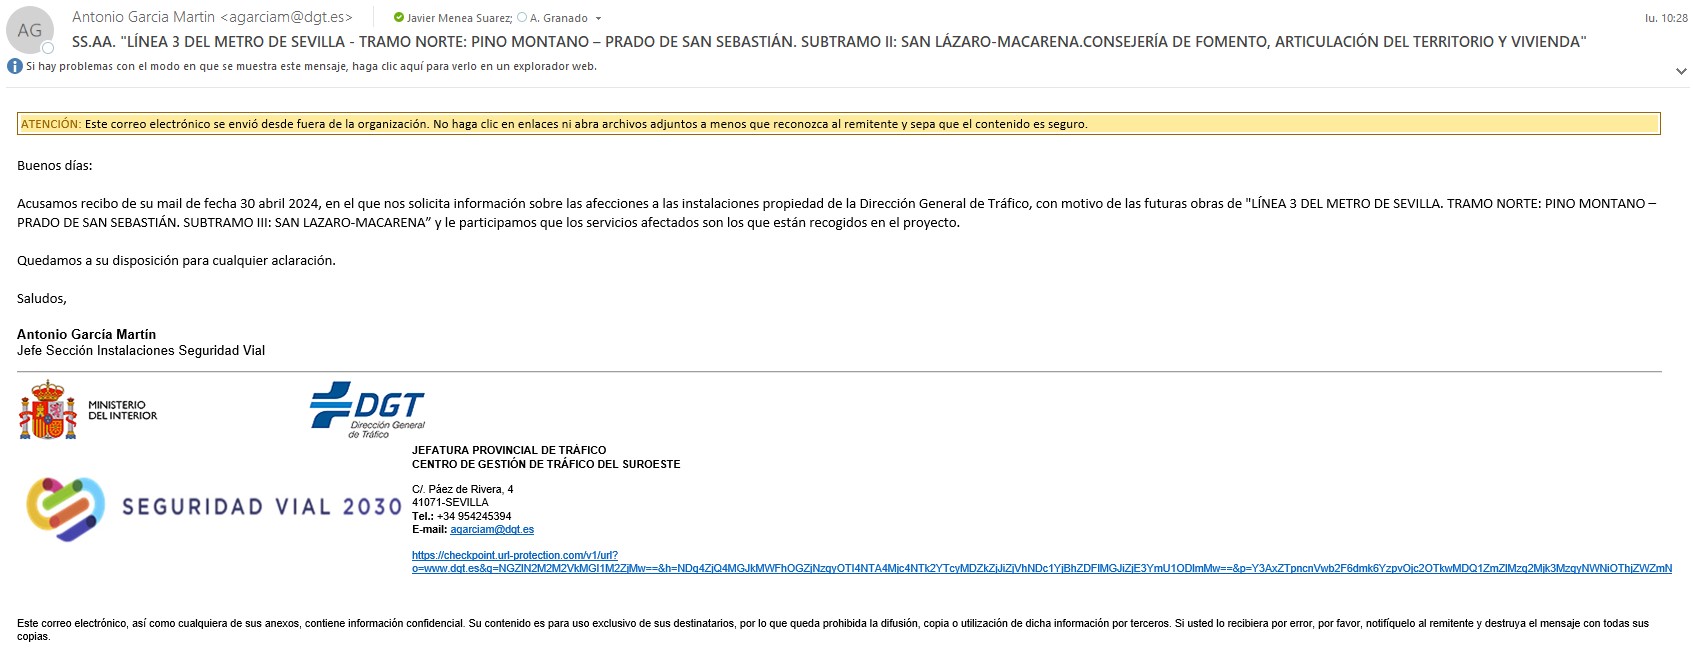 AG
Antonio Garcia Martin <agarciam@dgt.es>
Javier Menea Suarez; A. Granado
lu. 10:28
SS.AA. "LÍNEA 3 DEL METRO DE SEVILLA - TRAMO NORTE: PINO MONTANO – PRADO DE SAN SEBASTIÁN. SUBTRAMO II: SAN LÁZARO-MACARENA.CONSEJERÍA DE FOMENTO, ARTICULACIÓN DEL TERRITORIO Y VIVIENDA"
Si hay problemas con el modo en que se muestra este mensaje, haga clic aquí para verlo en un explorador web.
ATENCIÓN: Este correo electrónico se envió desde fuera de la organización. No haga clic en enlaces ni abra archivos adjuntos a menos que reconozca al remitente y sepa que el contenido es seguro.
Buenos días:
Acusamos recibo de su mail de fecha 30 abril 2024, en el que nos solicita información sobre las afecciones a las instalaciones propiedad de la Dirección General de Tráfico, con motivo de las futuras obras de "LÍNEA 3 DEL METRO DE SEVILLA. TRAMO NORTE: PINO MONTANO –
PRADO DE SAN SEBASTIÁN. SUBTRAMO III: SAN LAZARO-MACARENA” y le participamos que los servicios afectados son los que están recogidos en el proyecto.
Quedamos a su disposición para cualquier aclaración.
Saludos,
Antonio García Martín
Jefe Sección Instalaciones Seguridad Vial
MINISTERIO
DEL INTERIOR
DGT
Dirección General
de Tráfico
JEFATURA PROVINCIAL DE TRÁFICO
CENTRO DE GESTIÓN DE TRÁFICO DEL SUROESTE
SEGURIDAD VIAL 2030
C/. Páez de Rivera, 4
41071-SEVILLA
Tel.: +34 954245394
E-mail: agarciam@dgt.es
https://checkpoint.url-protection.com/v1/url?
Este correo electrónico, así como cualquiera de sus anexos, contiene información confidencial. Su contenido es para uso exclusivo de sus destinatarios, por lo que queda prohibida la difusión, copia o utilización de dicha información por terceros. Si usted lo recibiera por error, por favor, notifíquelo al remitente y destruya el mensaje con todas sus
copias.